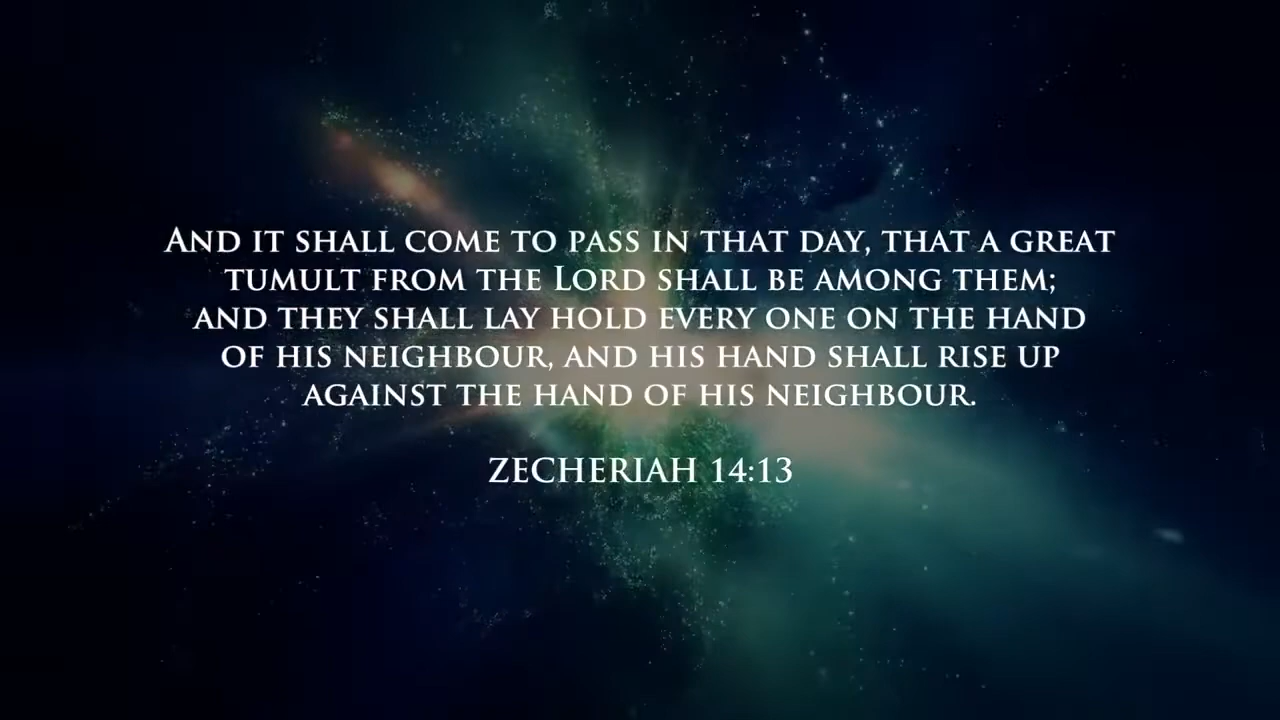 And it shall come to pass in that day, that a great
tumult from the Lord shall be among them;
and they shall lay hold every one on the hand
of his neighbour, and his hand shall rise up
against the hand of his neighbour.
ZECHERIAH 14:13